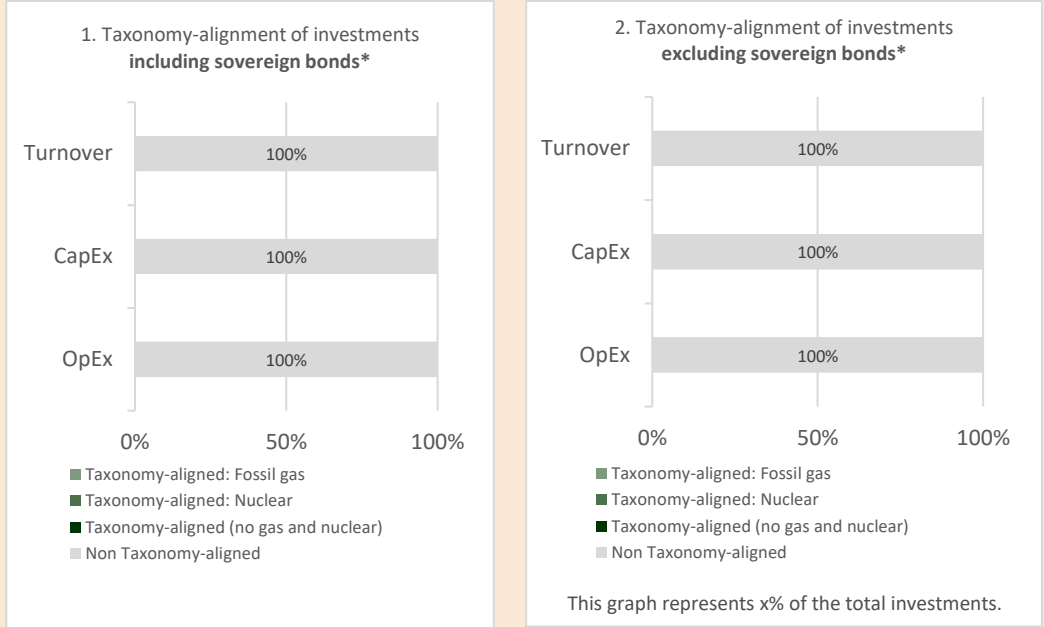 1. Taxonomy-alignment of investments
including sovereign bonds*
Turnover
100%
CapEx
100%
OpEx
100%
0%
50%
100%
Taxonomy-aligned: Fossil gas
Taxonomy-aligned: Nuclear
Taxonomy-aligned (no gas and nuclear)
Non Taxonomy-aligned
2. Taxonomy-alignment of investments
excluding sovereign bonds*
Turnover
100%
CapEx
100%
OpEx
100%
0%
50%
100%
Taxonomy-aligned: Fossil gas
Taxonomy-aligned: Nuclear
Taxonomy-aligned (no gas and nuclear)
Non Taxonomy-aligned
This graph represents x% of the total investments.